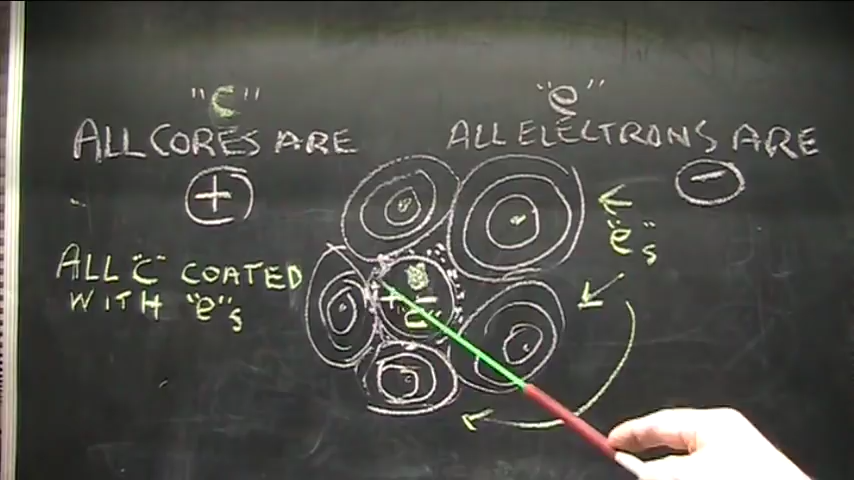 "C"
ALL CORES ARE
+
"e"
ALL ELECTRONS ARE
-
"e"s
ALL "C" COATED
WITH "e"s
+ -
"C"